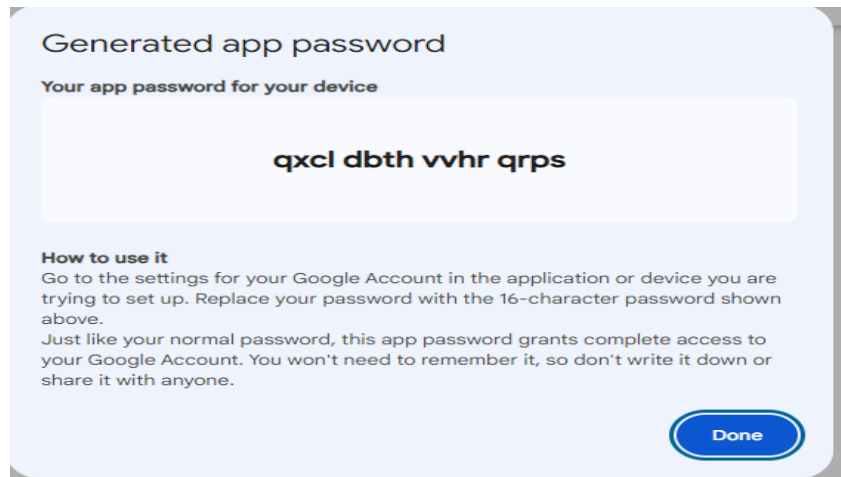 Generated app password
Your app password for your device
qxcl dbth vvhr qrps
How to use it
Go to the settings for your Google Account in the application or device you are
trying to set up. Replace your password with the 16-character password shown
above.
Just like your normal password, this app password grants complete access to
your Google Account. You won't need to remember it, so don't write it down or
share it with anyone.
Done